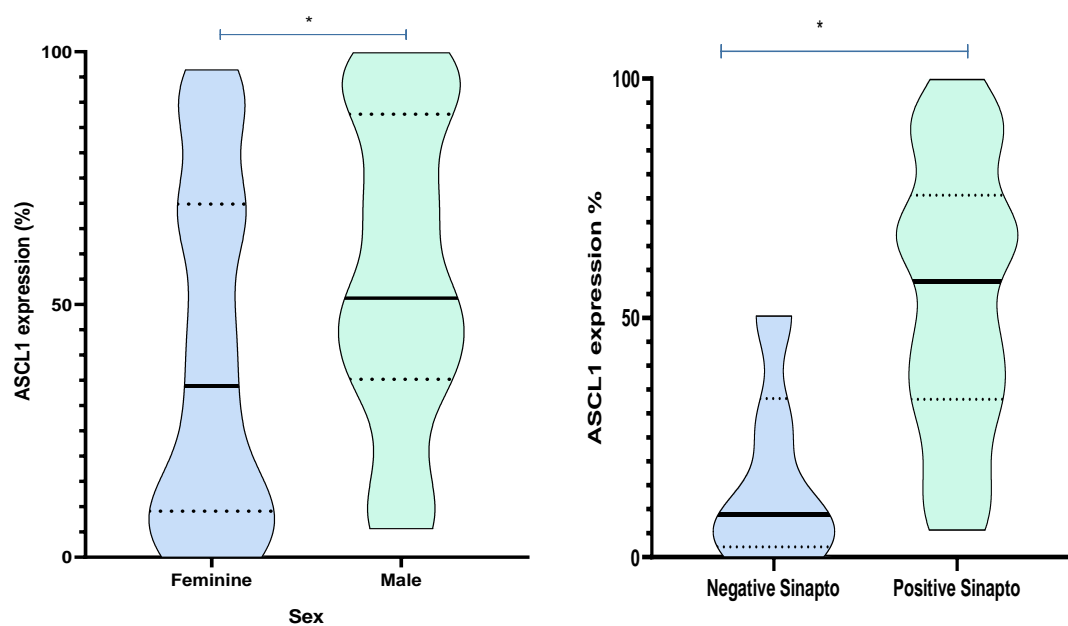 *
100
50
0
ASCL1 expression (%)
Feminine
Male
Sex
*
100
50
0
ASCL1 expression %
Negative Sinapto
Positive Sinapto